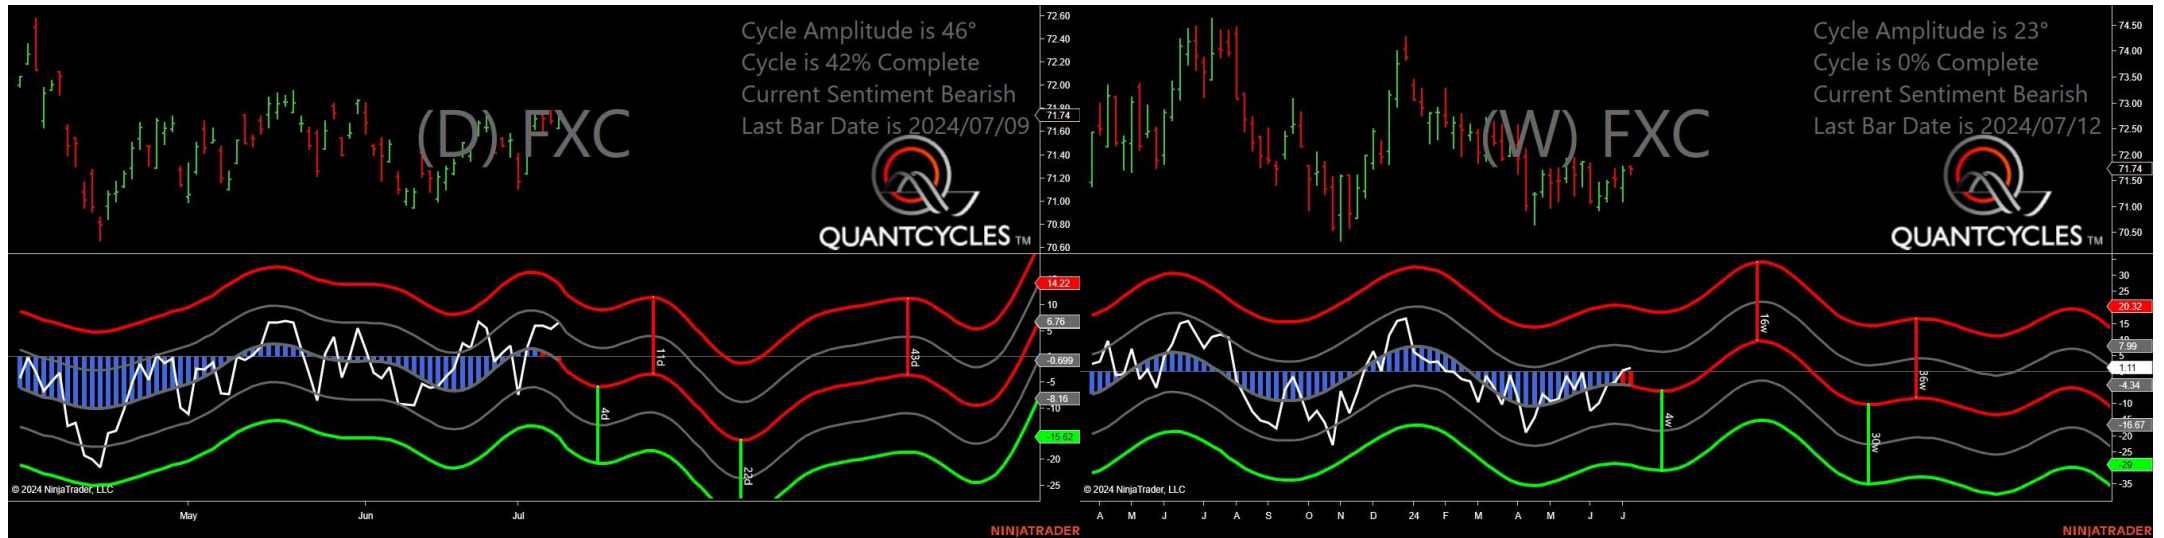 Cycle Amplitude is 46°
Cycle is 42% Complete
Current Sentiment Bearish
Last Bar Date is 2024/07/09
(D) FXC
QUANTCYCLES TM
72.60
72.40
72.20
72.00
71.80
71.74
71.60
71.40
71.20
71.00
70.80
70.60
14.22
10
6.76
5
-0.699
-5
-8.16
-10
-15.62
-20
-25
4d
11d
22d
43d
© 2024 NinjaTrader, LLC
May Jun Jul
NINJATRADER
Cycle Amplitude is 23°
Cycle is 0% Complete
Current Sentiment Bearish
Last Bar Date is 2024/07/12
(W) FXC
QUANTCYCLES TM
74.50
74.00
73.50
73.00
72.50
72.00
71.74
71.50
71.00
70.50
30
25
20.32
15
7.99
5
1.11
-4.34
-10
-16.67
-20
-25
-29
-35
4w
16w
30w
36w
© 2024 NinjaTrader, LLC
A M J J A S O N D 24 F M A M J J
NINJATRADER